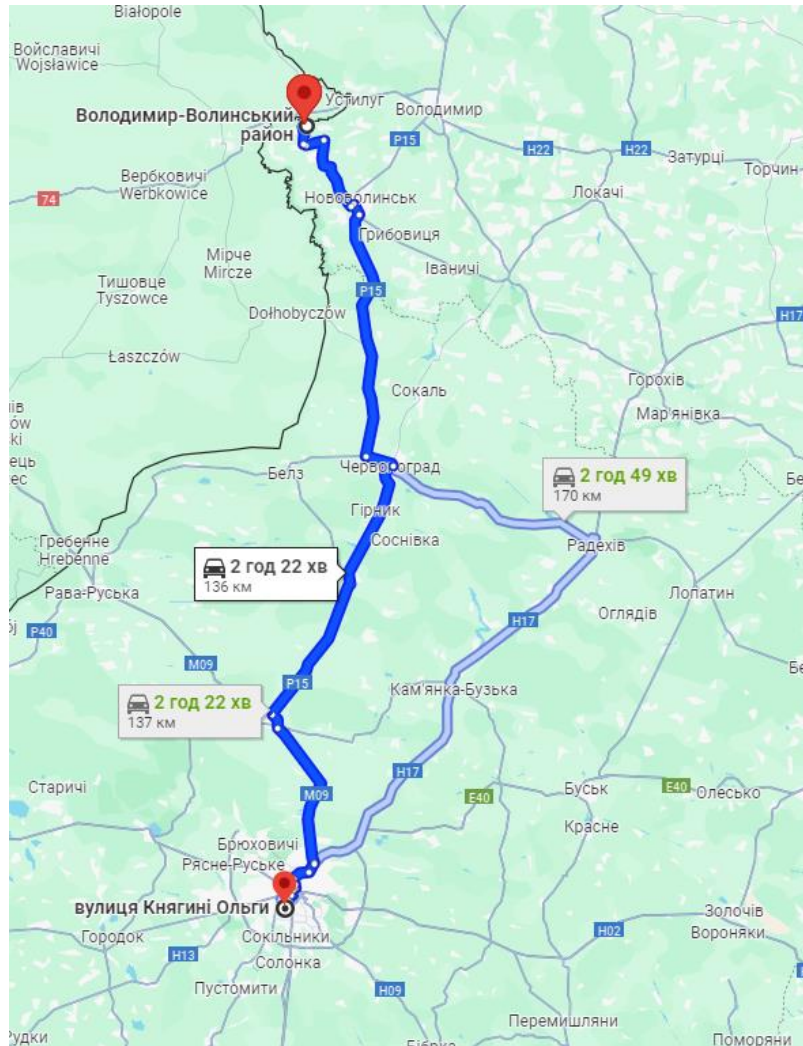 Białopole
Войславичі
Wojsławice
Устилуг
Володимир
Володимир-Волинський
район
P15
H22
H22
Затурці
Торчин
Вербковичі
Werbkowice
74
Нововолинськ
Локачі
Грибовиця
Мірче
Mircze
Іваничі
Тишовце
Tyszowce
P15
Dołhobyczów
H17
Łaszczów
Горохів
Сокаль
Мар'янівка
Белз
Червоноград
2 год 49 хв
170 км
Гірник
Соснівка
Радехів
Гребенне
Hrebenne
2 год 22 хв
136 км
Рава-Руська
Лопатин
Оглядів
H17
P40
M09
P15
Кам'янка-Бузька
2 год 22 хв
137 км
H17
Старичі
M09
E40
Буськ
E40
Олесько
Красне
Брюховичі
Рясне-Руське
вулиця Княгині Ольги
Золочів
Вороняки
Городок
H13
Сокільники
H02
Солонка
Пустомити
H09
Перемишляни
Поморяни